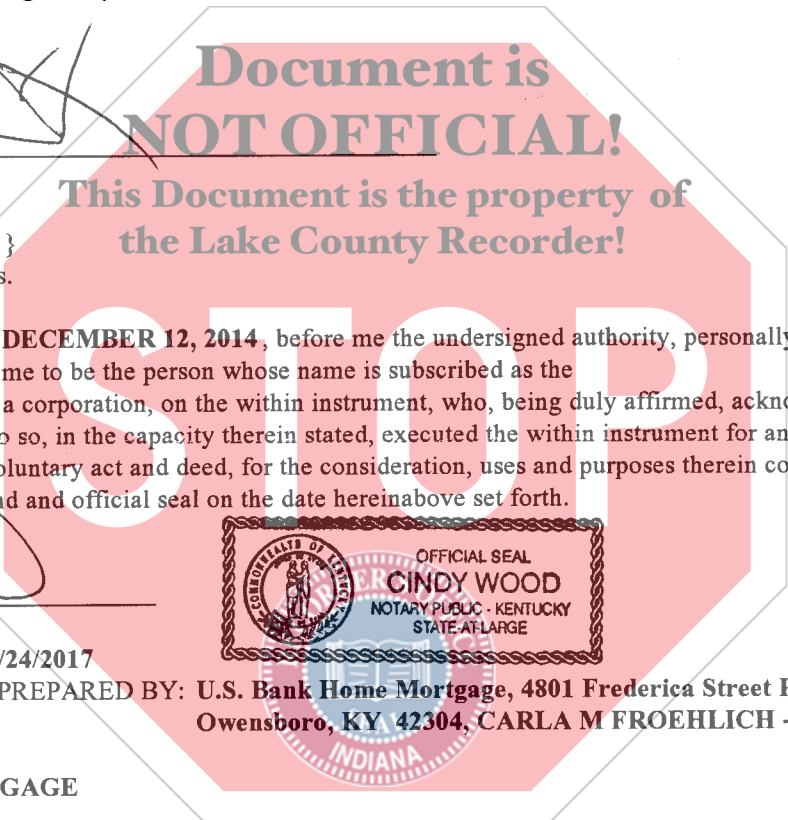 Document is
NOT OFFICIAL!
This Document is the property of
the Lake County Recorder!
}
s.
DECEMBER 12, 2014, before me the undersigned authority, personally
me to be the person whose name is subscribed as the
a corporation, on the within instrument, who, being duly affirmed, ackno
o so, in the capacity therein stated, executed the within instrument for an
oluntary act and deed, for the consideration, uses and purposes therein co
nd and official seal on the date hereinabove set forth.
STOP
COMMONWEALTH OF KENTUCKY
OFFICIAL SEAL
CINDY WOOD
NOTARY PUBLIC - KENTUCKY
STATE-AT-LARGE
/24/2017
PREPARED BY: U.S. Bank Home Mortgage, 4801 Frederica Street
Owensboro, KY 42304, CARLA M FROEHLICH -
INDIANA
GAGE